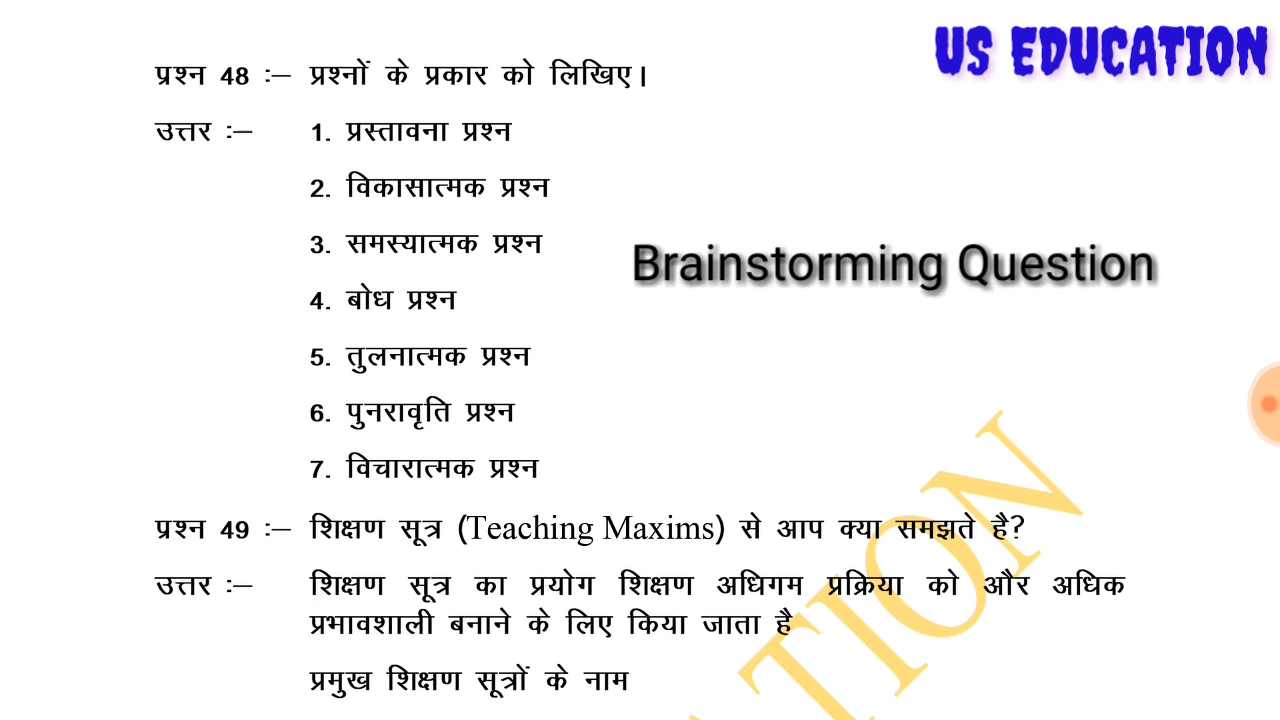 US EDUCATION
प्रश्न 48 :– प्रश्नों के प्रकार को लिखिए।
उत्तर :– 1. प्रस्तावना प्रश्न
2. विकासात्मक प्रश्न
3. समस्यात्मक प्रश्न
Brainstorming Question
4. बोध प्रश्न
5. तुलनात्मक प्रश्न
6. पुनरावृति प्रश्न
7. विचारात्मक प्रश्न
प्रश्न 49 :– शिक्षण सूत्र (Teaching Maxims) से आप क्या समझते है?
उत्तर :– शिक्षण सूत्र का प्रयोग शिक्षण अधिगम प्रक्रिया को और अधिक
प्रभावशाली बनाने के लिए किया जाता है
प्रमुख शिक्षण सूत्रों के नाम
ATION